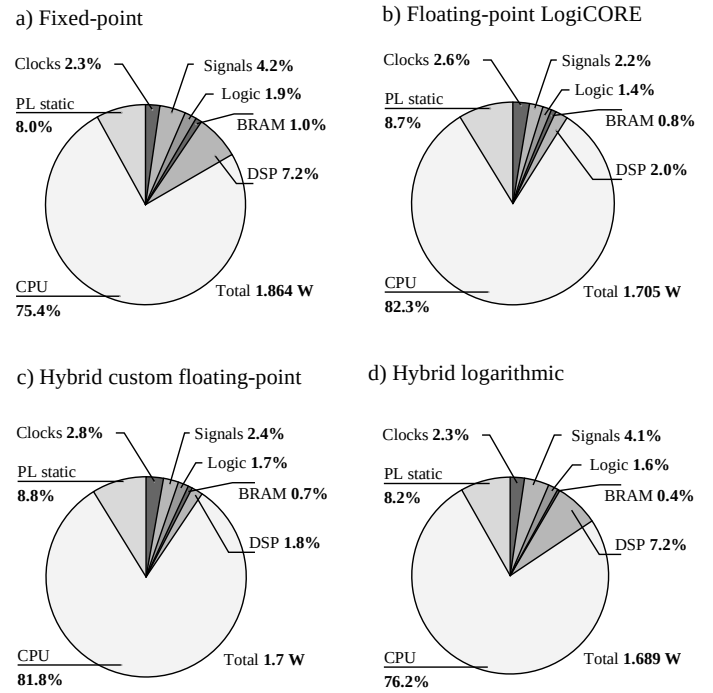 a) Fixed-point
Clocks 2.3%
Signals 4.2%
Logic 1.9%
BRAM 1.0%
DSP 7.2%
PL static
8.0%
CPU
75.4%
Total 1.864 W
b) Floating-point LogiCORE
Clocks 2.6%
Signals 2.2%
Logic 1.4%
BRAM 0.8%
DSP 2.0%
PL static
8.7%
CPU
82.3%
Total 1.705 W
c) Hybrid custom floating-point
Clocks 2.8%
Signals 2.4%
Logic 1.7%
BRAM 0.7%
DSP 1.8%
PL static
8.8%
CPU
81.8%
Total 1.7 W
d) Hybrid logarithmic
Clocks 2.3%
Signals 4.1%
Logic 1.6%
BRAM 0.4%
DSP 7.2%
PL static
8.2%
CPU
76.2%
Total 1.689 W